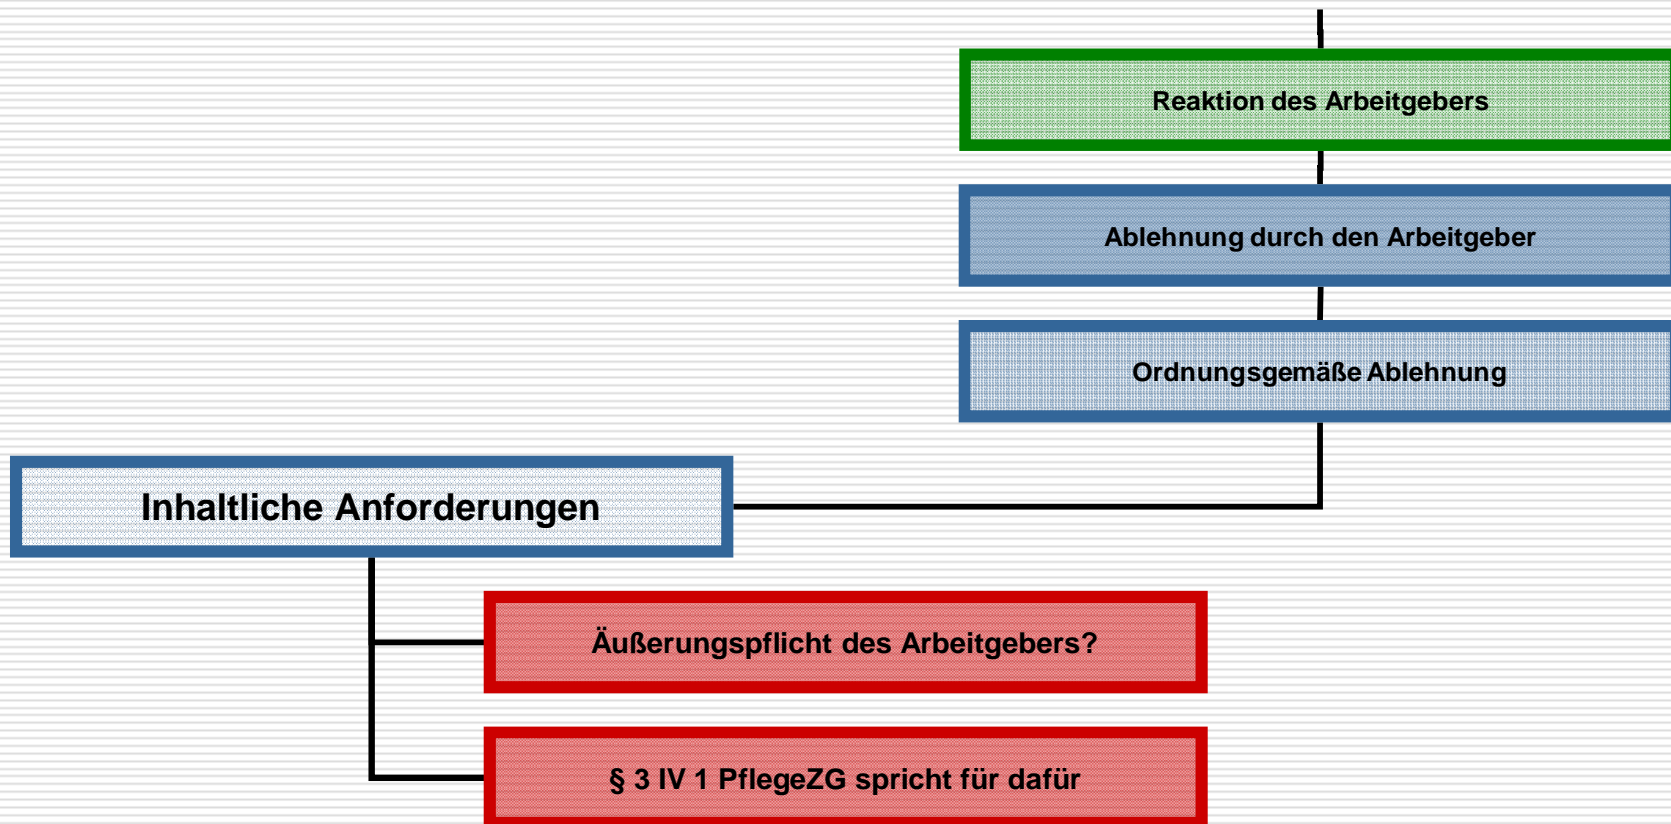 Reaktion des Arbeitgebers
Ablehnung durch den Arbeitgeber
Ordnungsgemäße Ablehnung
Inhaltliche Anforderungen
Äußerungspflicht des Arbeitgebers?
§ 3 IV 1 PflegeZG spricht für dafür